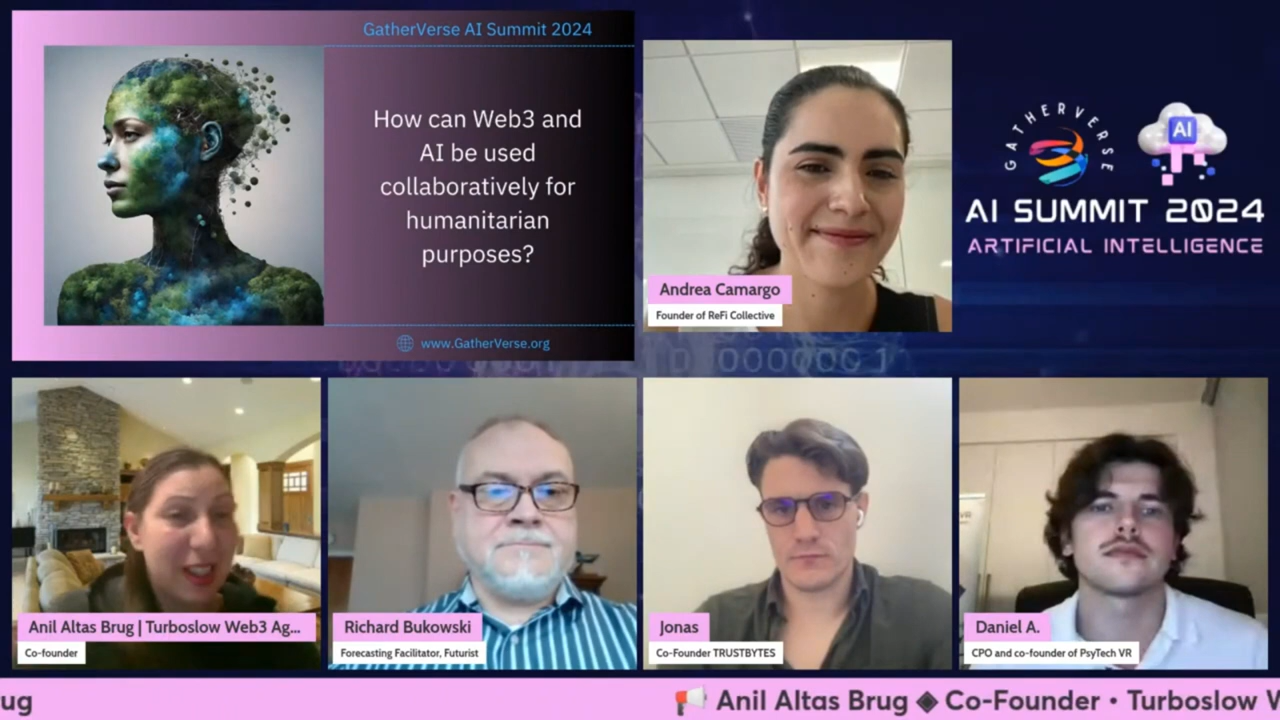 GatherVerse AI Summit 2024
How can Web3 and
AI be used
collaboratively for
humanitarian
purposes?
www.GatherVerse.org
Andrea Camargo
Founder of ReFi Collective
GATHERVERSE
AI
AI SUMMIT 2024
ARTIFICIAL INTELLIGENCE
Anil Altas Brug | Turboslow Web3 Ag...
Co-founder
Richard Bukowski
Forecasting Facilitator, Futurist
Jonas
Co-Founder TRUSTBYTES
Daniel A.
CPO and co-founder of PsyTech VR
ug
Anil Altas Brug ◆ Co-Founder • Turboslow W